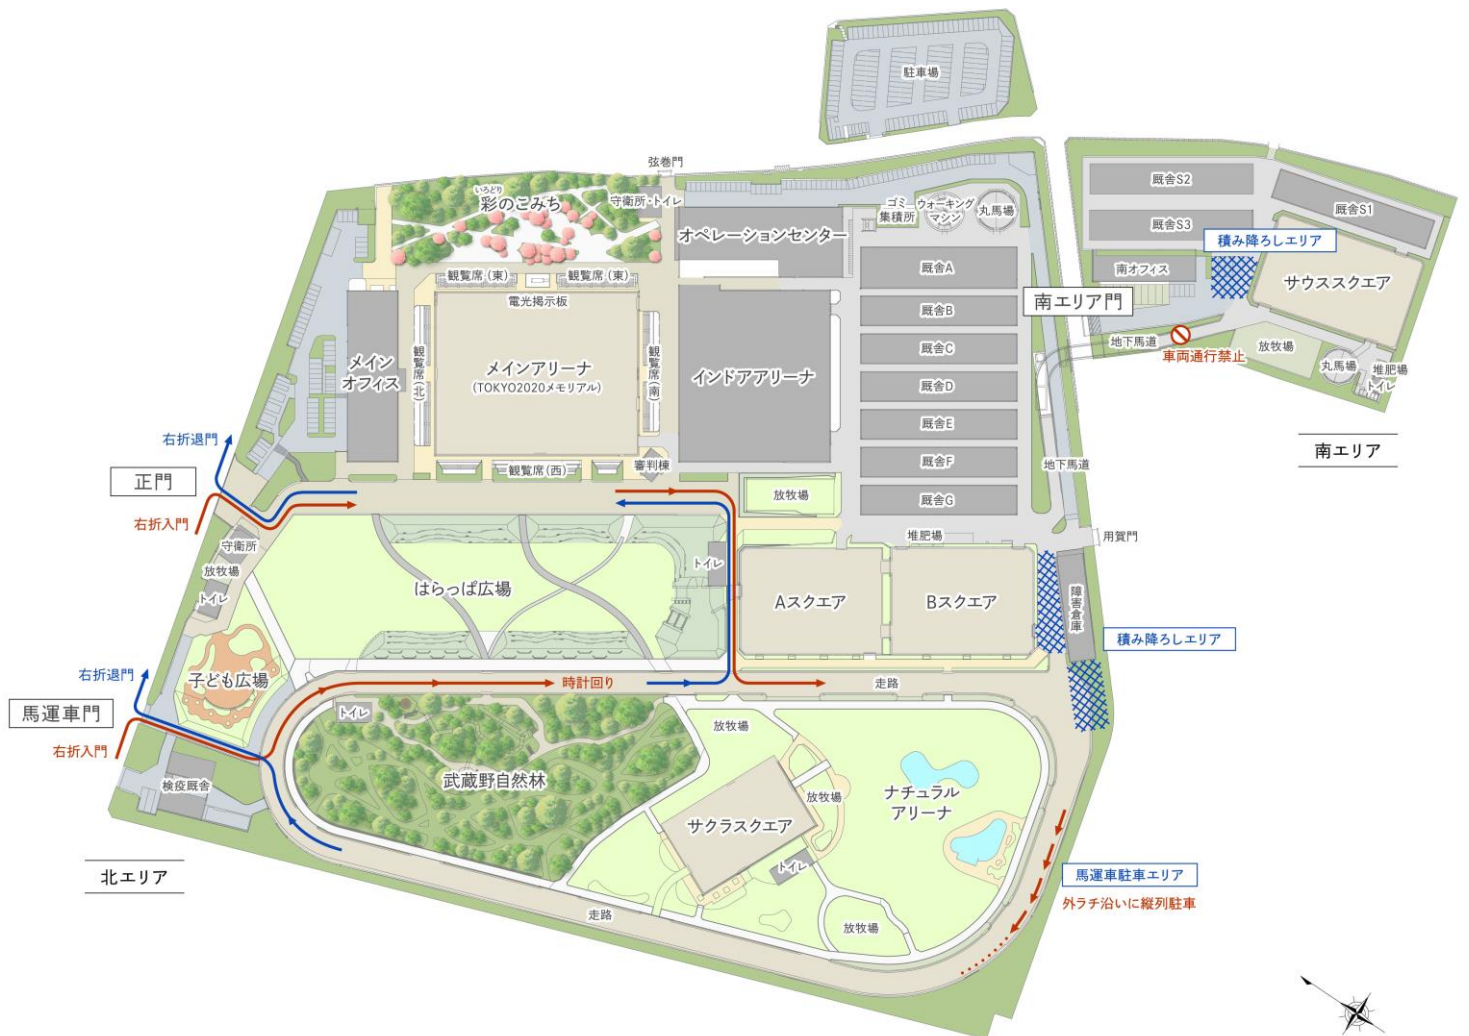 駐車場
弦巻門
いろどり
彩のこみち
守衛所・トイレ
オペレーションセンター
ゴミ
集積所
ウォーキング
マシン
丸馬場
厩舎S2
厩舎S1
厩舎S3
積み降ろしエリア
南オフィス
サウススクエア
観覧席(東)
観覧席(東)
電光掲示板
厩舎A
厩舎B
厩舎C
厩舎D
厩舎E
厩舎F
厩舎G
南エリア門
地下馬道
車両通行禁止
放牧場
丸馬場
堆肥場
トイレ
南エリア
メイン
オフィス
観覧席(北)
メインアリーナ
(TOKYO2020メモリアル)
観覧席(南)
インドアアリーナ
観覧席(西)
審判棟
地下馬道
右折退門
正門
右折入門
守衛所
放牧場
トイレ
放牧場
堆肥場
用賀門
はらっぱ広場
トイレ
Aスクエア
Bスクエア
障害倉庫
積み降ろしエリア
子ども広場
右折退門
馬運車門
右折入門
時計回り
走路
トイレ
検疫厩舎
武蔵野自然林
放牧場
サクラスクエア
放牧場
ナチュラル
アリーナ
トイレ
北エリア
馬運車駐車エリア
外ラチ沿いに縦列駐車
走路
放牧場